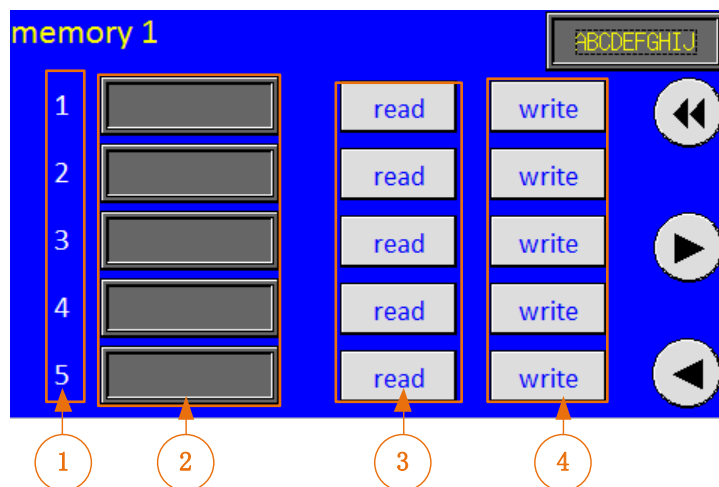 memory 1
ABCDEFGHIJ
1 read write
2 read write
3 read write
4 read write
5 read write
1 2 3 4